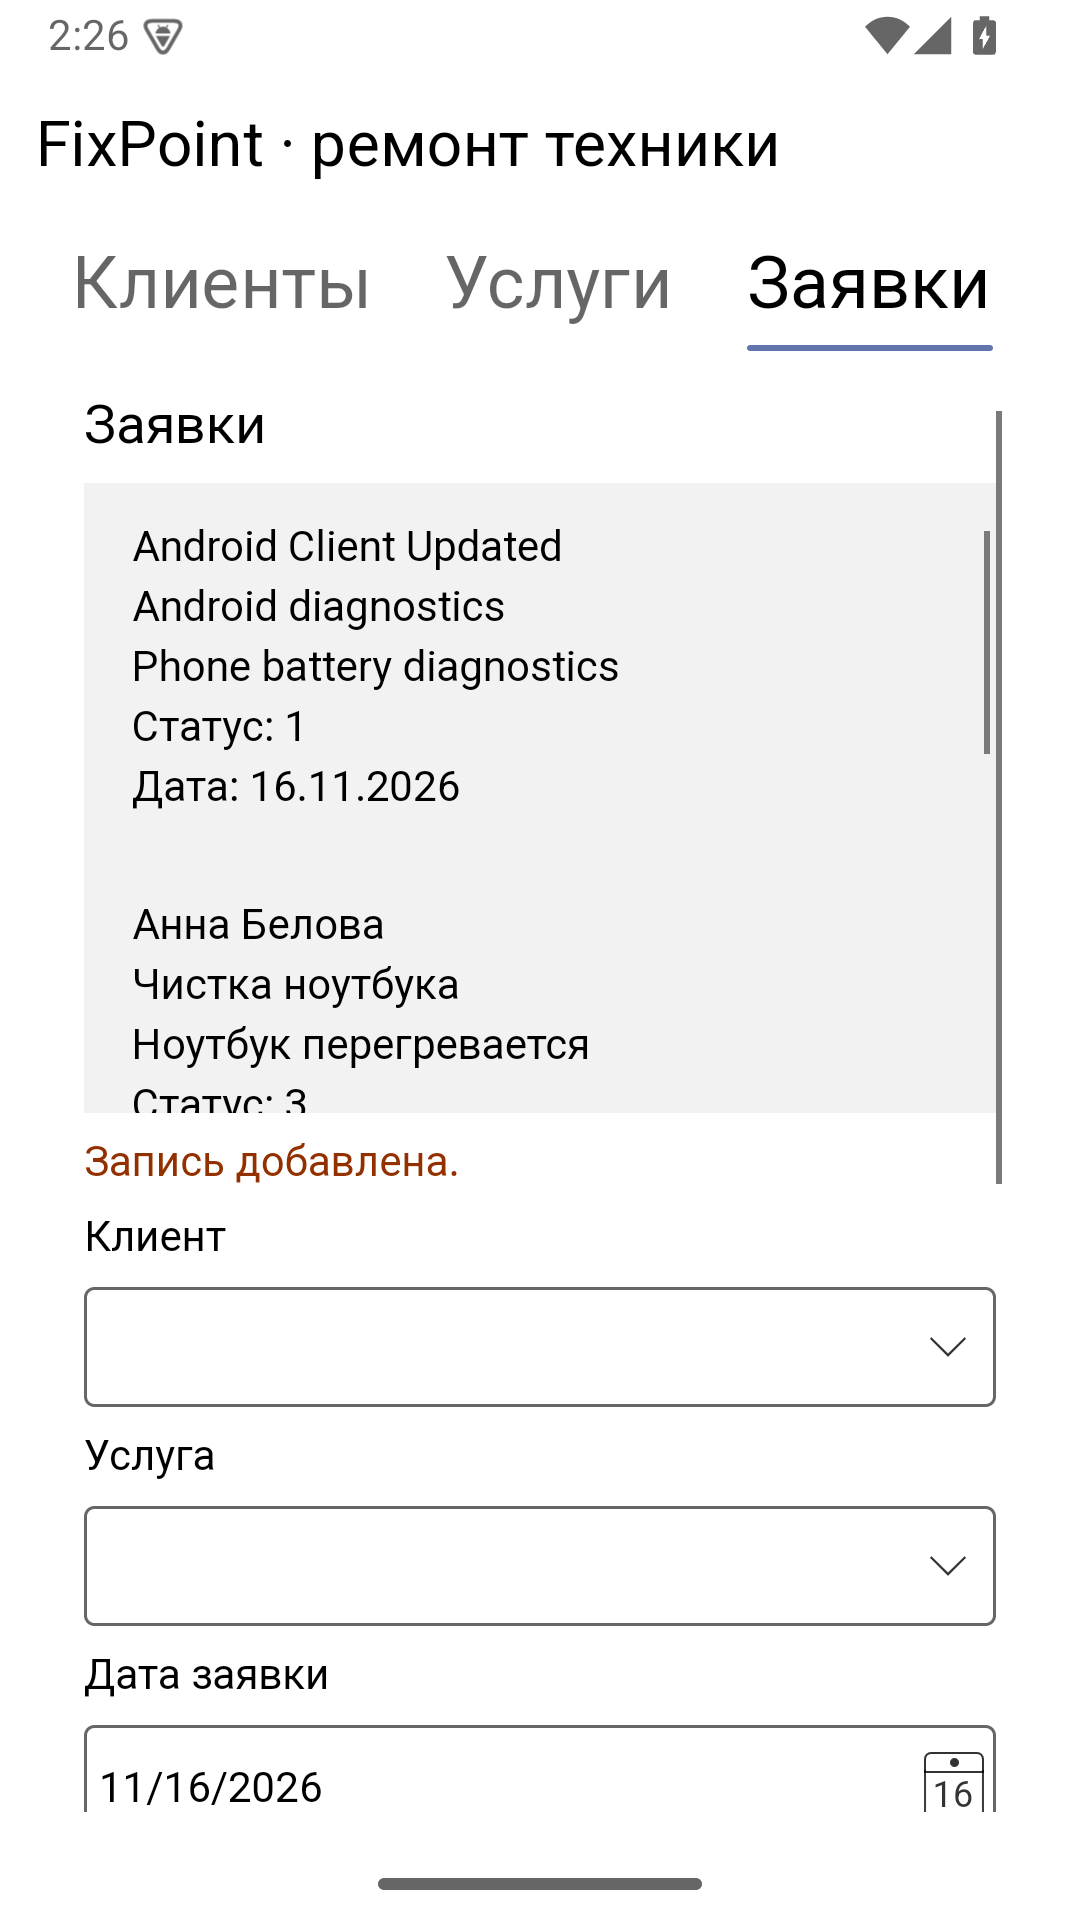 2:26
FixPoint · ремонт техники
Клиенты Услуги Заявки
Заявки
Android Client Updated
Android diagnostics
Phone battery diagnostics
Статус: 1
Дата: 16.11.2026
Анна Белова
Чистка ноутбука
Ноутбук перегревается
Статус: 3
Запись добавлена.
Клиент
Услуга
Дата заявки
11/16/2026
16